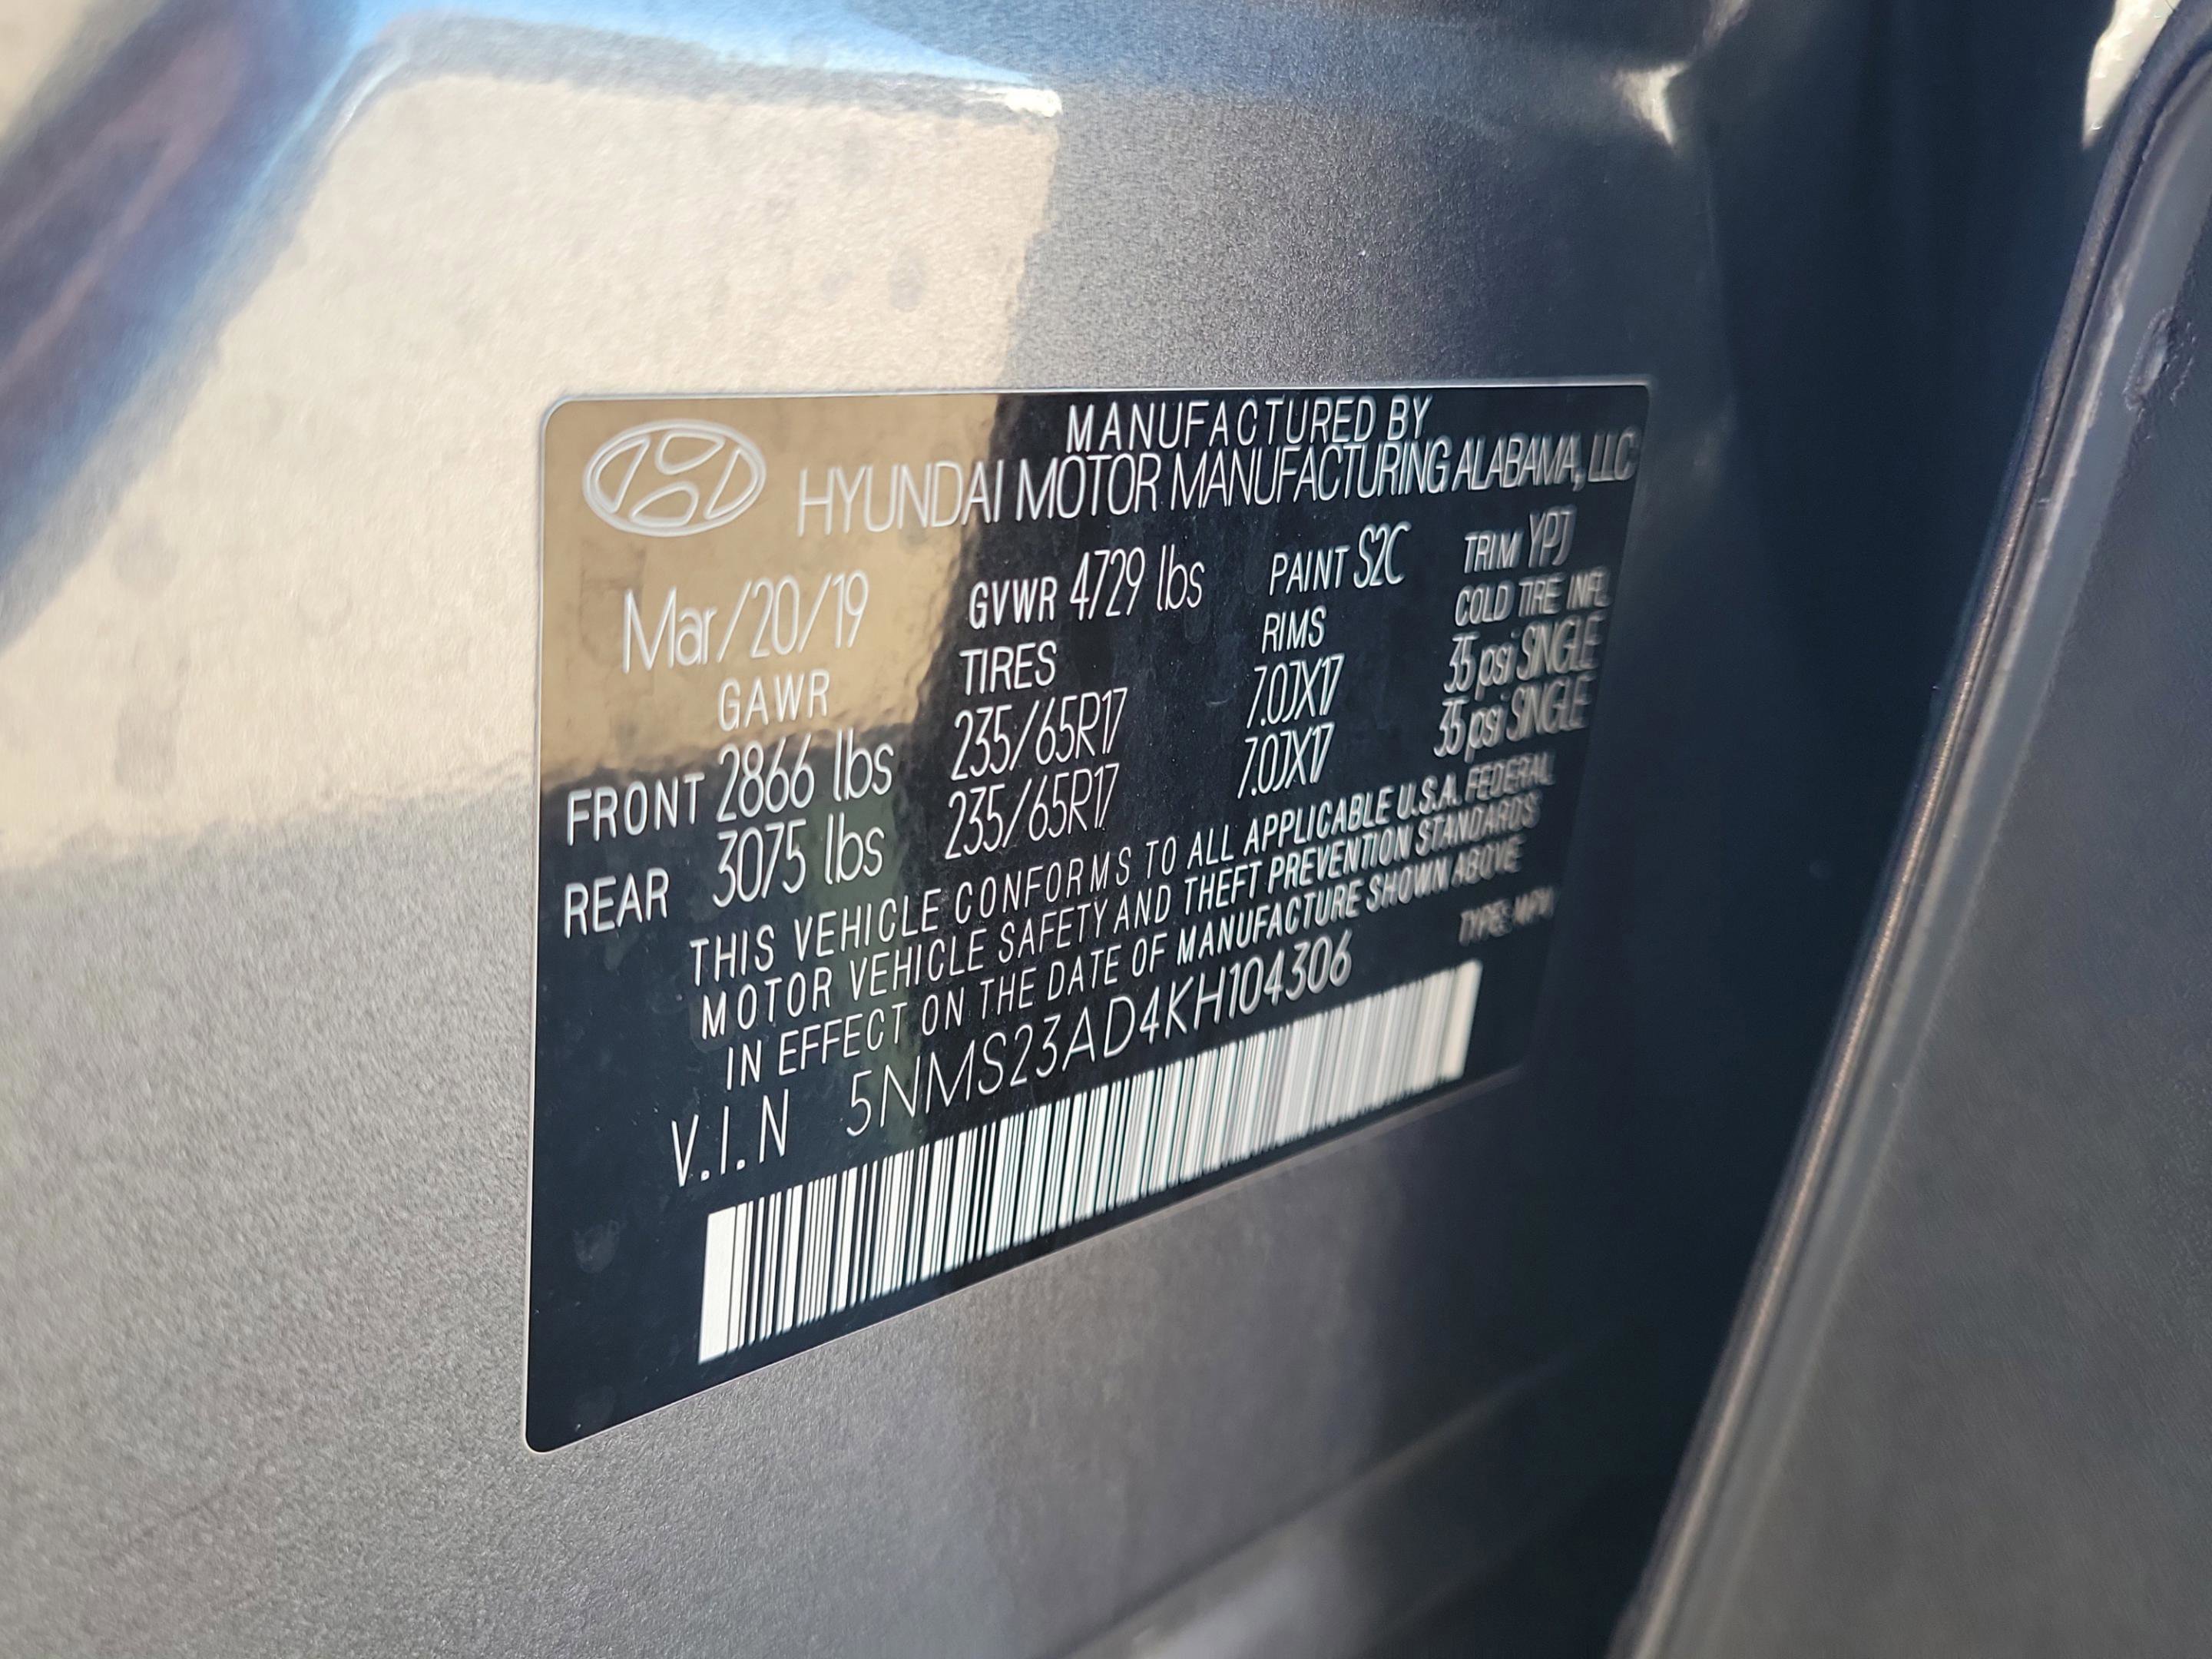 MANUFACTURED BY
HYUNDAI MOTOR MANUFACTURING ALABAMA, LLC
Mar/20/19 GVWR 4729 lbs PAINT S2C TRIM YPJ
GAWR TIRES RIMS COLD TIRE INFL
FRONT 2866 lbs 235/65R17 7.0JX17 35 psi SINGLE
REAR 3075 lbs 235/65R17 7.0JX17 35 psi SINGLE
THIS VEHICLE CONFORMS TO ALL APPLICABLE U.S.A. FEDERAL
MOTOR VEHICLE SAFETY AND THEFT PREVENTION STANDARDS
IN EFFECT ON THE DATE OF MANUFACTURE SHOWN ABOVE
V.I.N 5NMS23AD4KH104306 TYPE: MPV